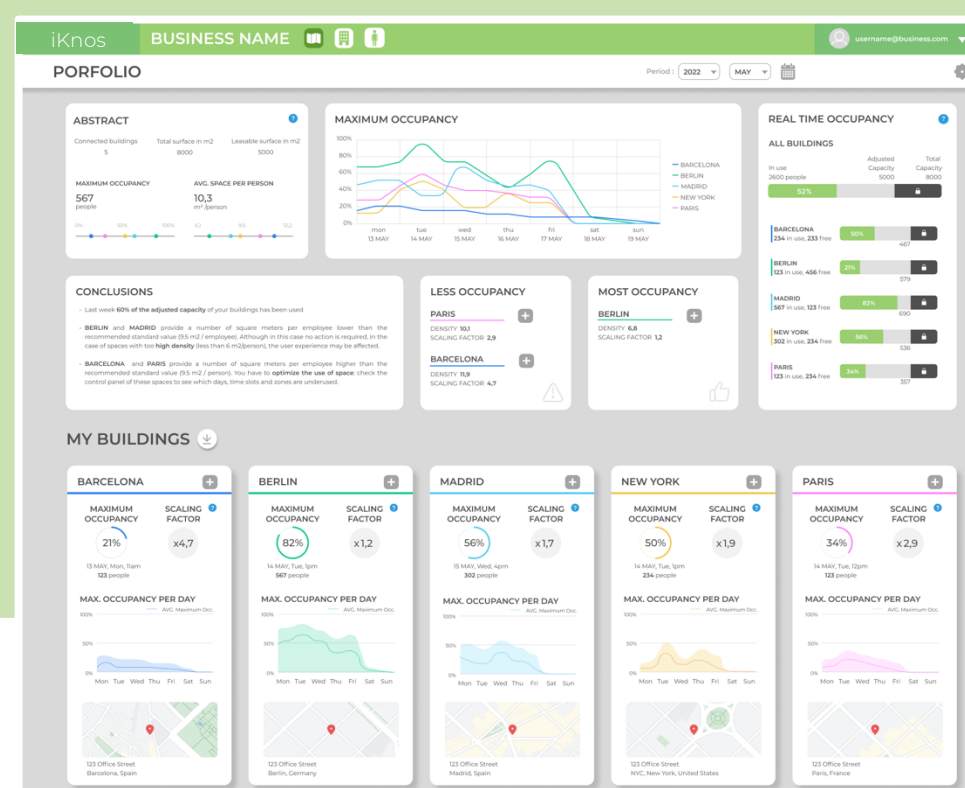 iKnos
BUSINESS NAME
username@business.com
PORFOLIO
Period : 2022 MAY
ABSTRACT
Connected buildings Total surface in m2 Leasable surface in m2
5 8000 5000
MAXIMUM OCCUPANCY AVG. SPACE PER PERSON
567 10,3
people m² /person
0% 50% 100% 4,1 9,5 12,2
MAXIMUM OCCUPANCY
100%
80%
60%
40%
20%
0%
mon tue wed thu fri sat sun
13 MAY 14 MAY 15 MAY 16 MAY 17 MAY 18 MAY 19 MAY
BARCELONA
BERLIN
MADRID
NEW YORK
PARIS
REAL TIME OCCUPANCY
ALL BUILDINGS
In use Adjusted Total
2600 people Capacity Capacity
5000 8000
52%
BARCELONA
234 in use, 233 free 50%
467
BERLIN
123 in use, 456 free 21%
579
MADRID
567 in use, 123 free 82%
690
NEW YORK
302 in use, 234 free 56%
536
PARIS
123 in use, 234 free 34%
357
CONCLUSIONS
- Last week 60% of the adjusted capacity of your buildings has been used
- BERLIN and MADRID provide a number of square meters per employee lower than the
recommended standard value (9.5 m2 / employee). Although in this case no action is required, in the
case of spaces with too high density (less than 6 m2/person), the user experience may be affected.
- BARCELONA and PARIS provide a number of square meters per employee higher than the
recommended standard value (9.5 m2 / person). You have to optimize the use of space: check the
control panel of these spaces to see which days, time slots and zones are underused.
LESS OCCUPANCY
PARIS
DENSITY 10,1
SCALING FACTOR 2,9
BARCELONA
DENSITY 11,9
SCALING FACTOR 4,7
MOST OCCUPANCY
BERLIN
DENSITY 6,8
SCALING FACTOR 1,2
MY BUILDINGS
BARCELONA
MAXIMUM SCALING
OCCUPANCY FACTOR
21% x4,7
13 MAY, Mon, 11am
123 people
MAX. OCCUPANCY PER DAY
AVG. Maximum Occ.
100%
50%
0%
Mon Tue Wed Thu Fri Sat Sun
123 Office Street
Barcelona, Spain
BERLIN
MAXIMUM SCALING
OCCUPANCY FACTOR
82% x1,2
14 MAY, Tue, 1pm
567 people
MAX. OCCUPANCY PER DAY
AVG. Maximum Occ.
100%
50%
0%
Mon Tue Wed Thu Fri Sat Sun
123 Office Street
Berlin, Germany
MADRID
MAXIMUM SCALING
OCCUPANCY FACTOR
56% x1,7
15 MAY, Wed, 4pm
302 people
MAX. OCCUPANCY PER DAY
AVG. Maximum Occ.
100%
50%
0%
Mon Tue Wed Thu Fri Sat Sun
123 Office Street
Madrid, Spain
NEW YORK
MAXIMUM SCALING
OCCUPANCY FACTOR
50% x1,9
14 MAY, Tue, 1pm
234 people
MAX. OCCUPANCY PER DAY
AVG. Maximum Occ.
100%
50%
0%
Mon Tue Wed Thu Fri Sat Sun
123 Office Street
NYC, New York, United States
PARIS
MAXIMUM SCALING
OCCUPANCY FACTOR
34% x2,9
14 MAY, Tue, 12pm
123 people
MAX. OCCUPANCY PER DAY
AVG. Maximum Occ.
100%
50%
0%
Mon Tue Wed Thu Fri Sat Sun
123 Office Street
Paris, France